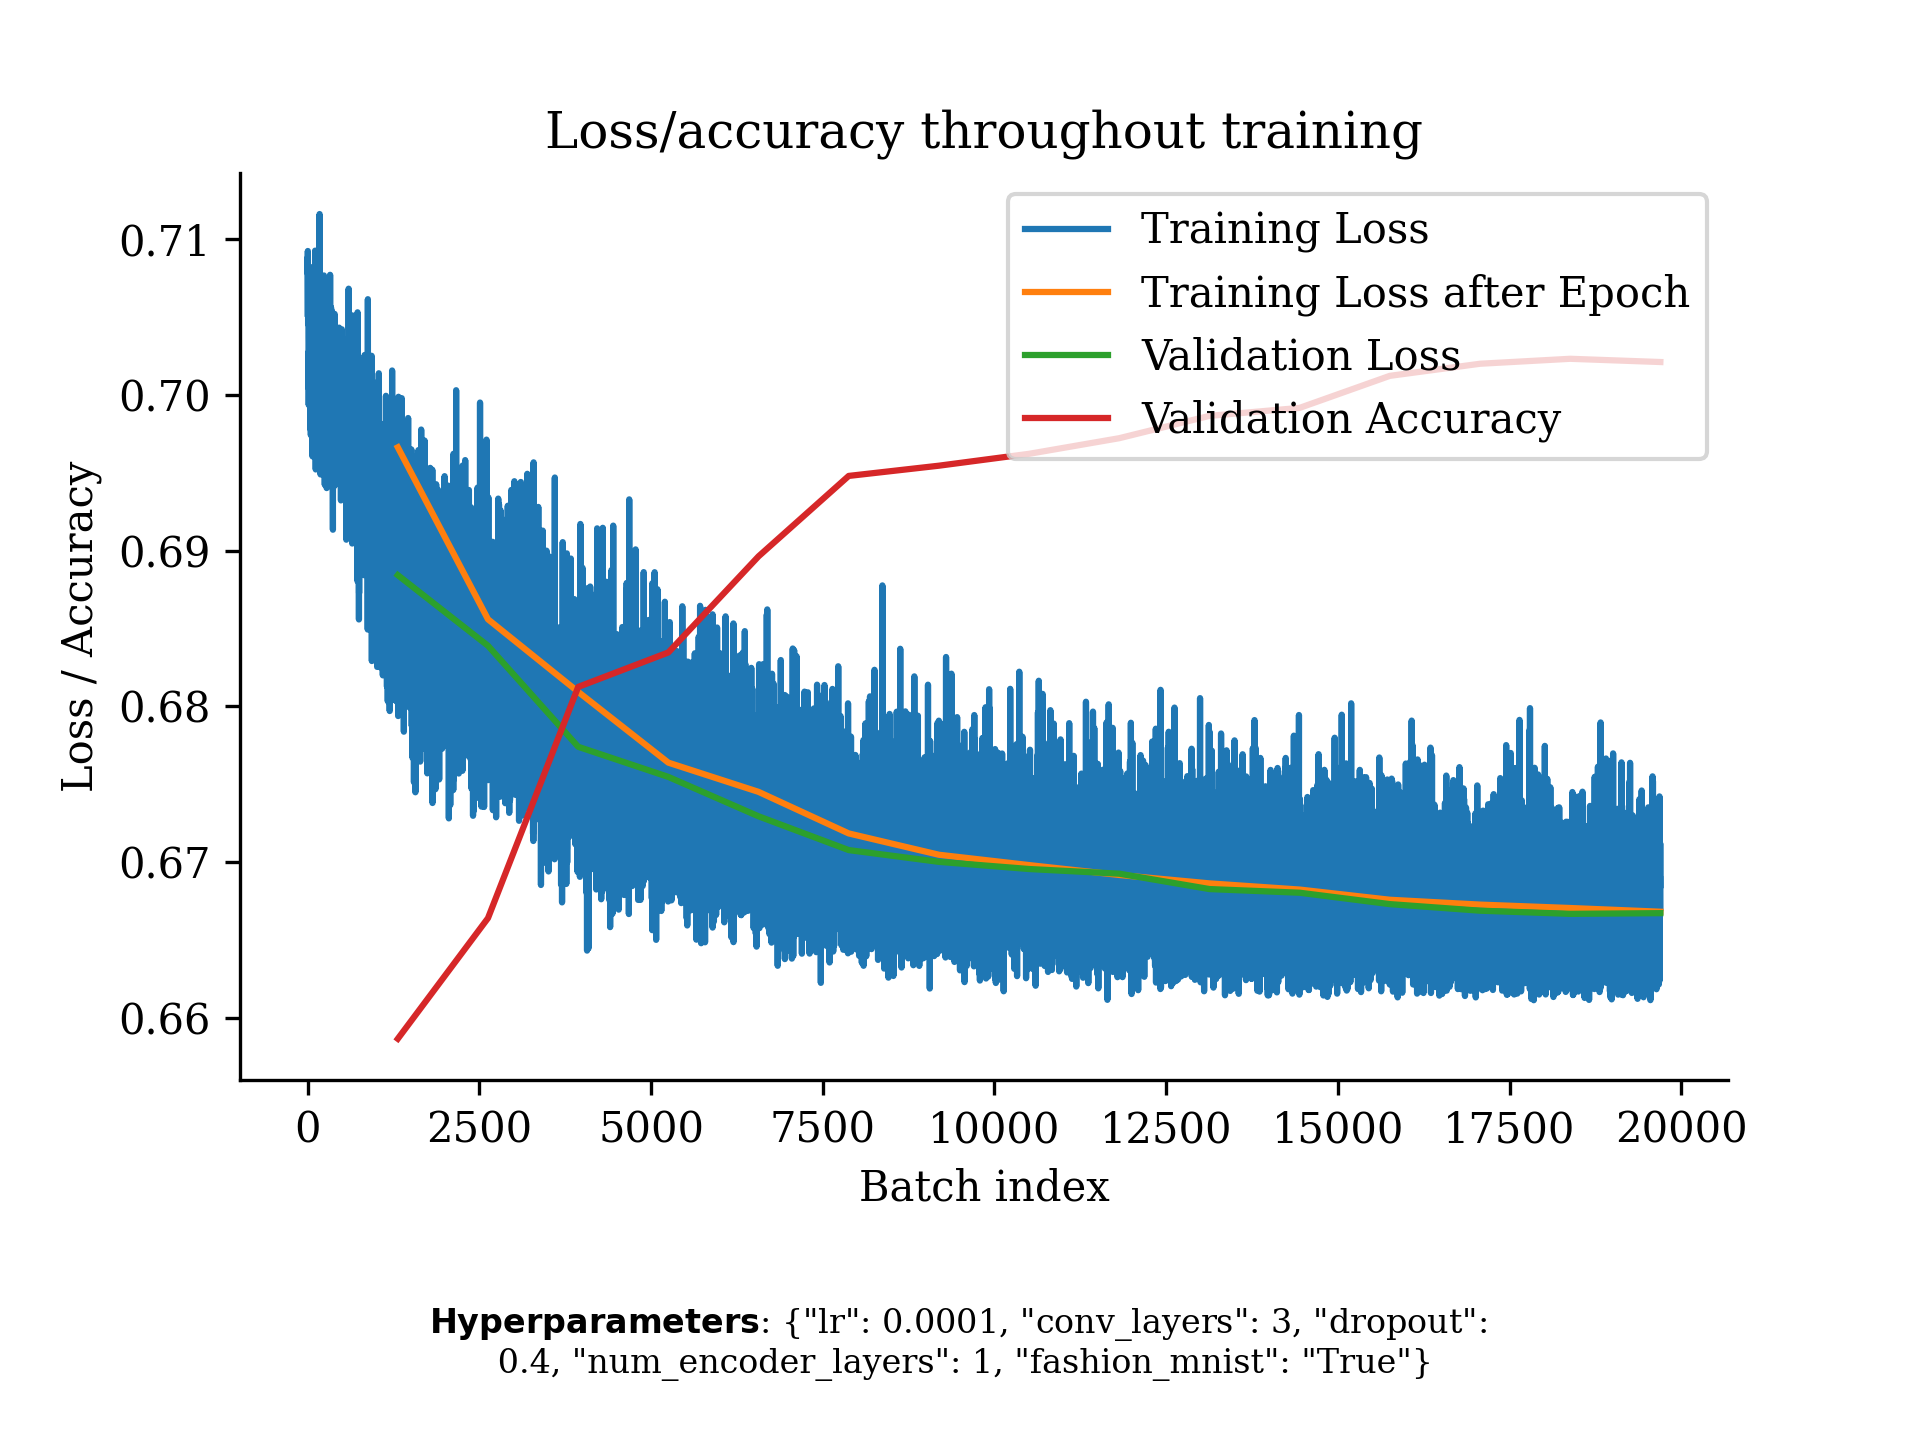 Loss/accuracy throughout training
Training Loss
Training Loss after Epoch
Validation Loss
Validation Accuracy
Loss / Accuracy
0.71
0.70
0.69
0.68
0.67
0.66
0 2500 5000 7500 10000 12500 15000 17500 20000
Batch index
Hyperparameters: {"lr": 0.0001, "conv_layers": 3, "dropout":
0.4, "num_encoder_layers": 1, "fashion_mnist": "True"}